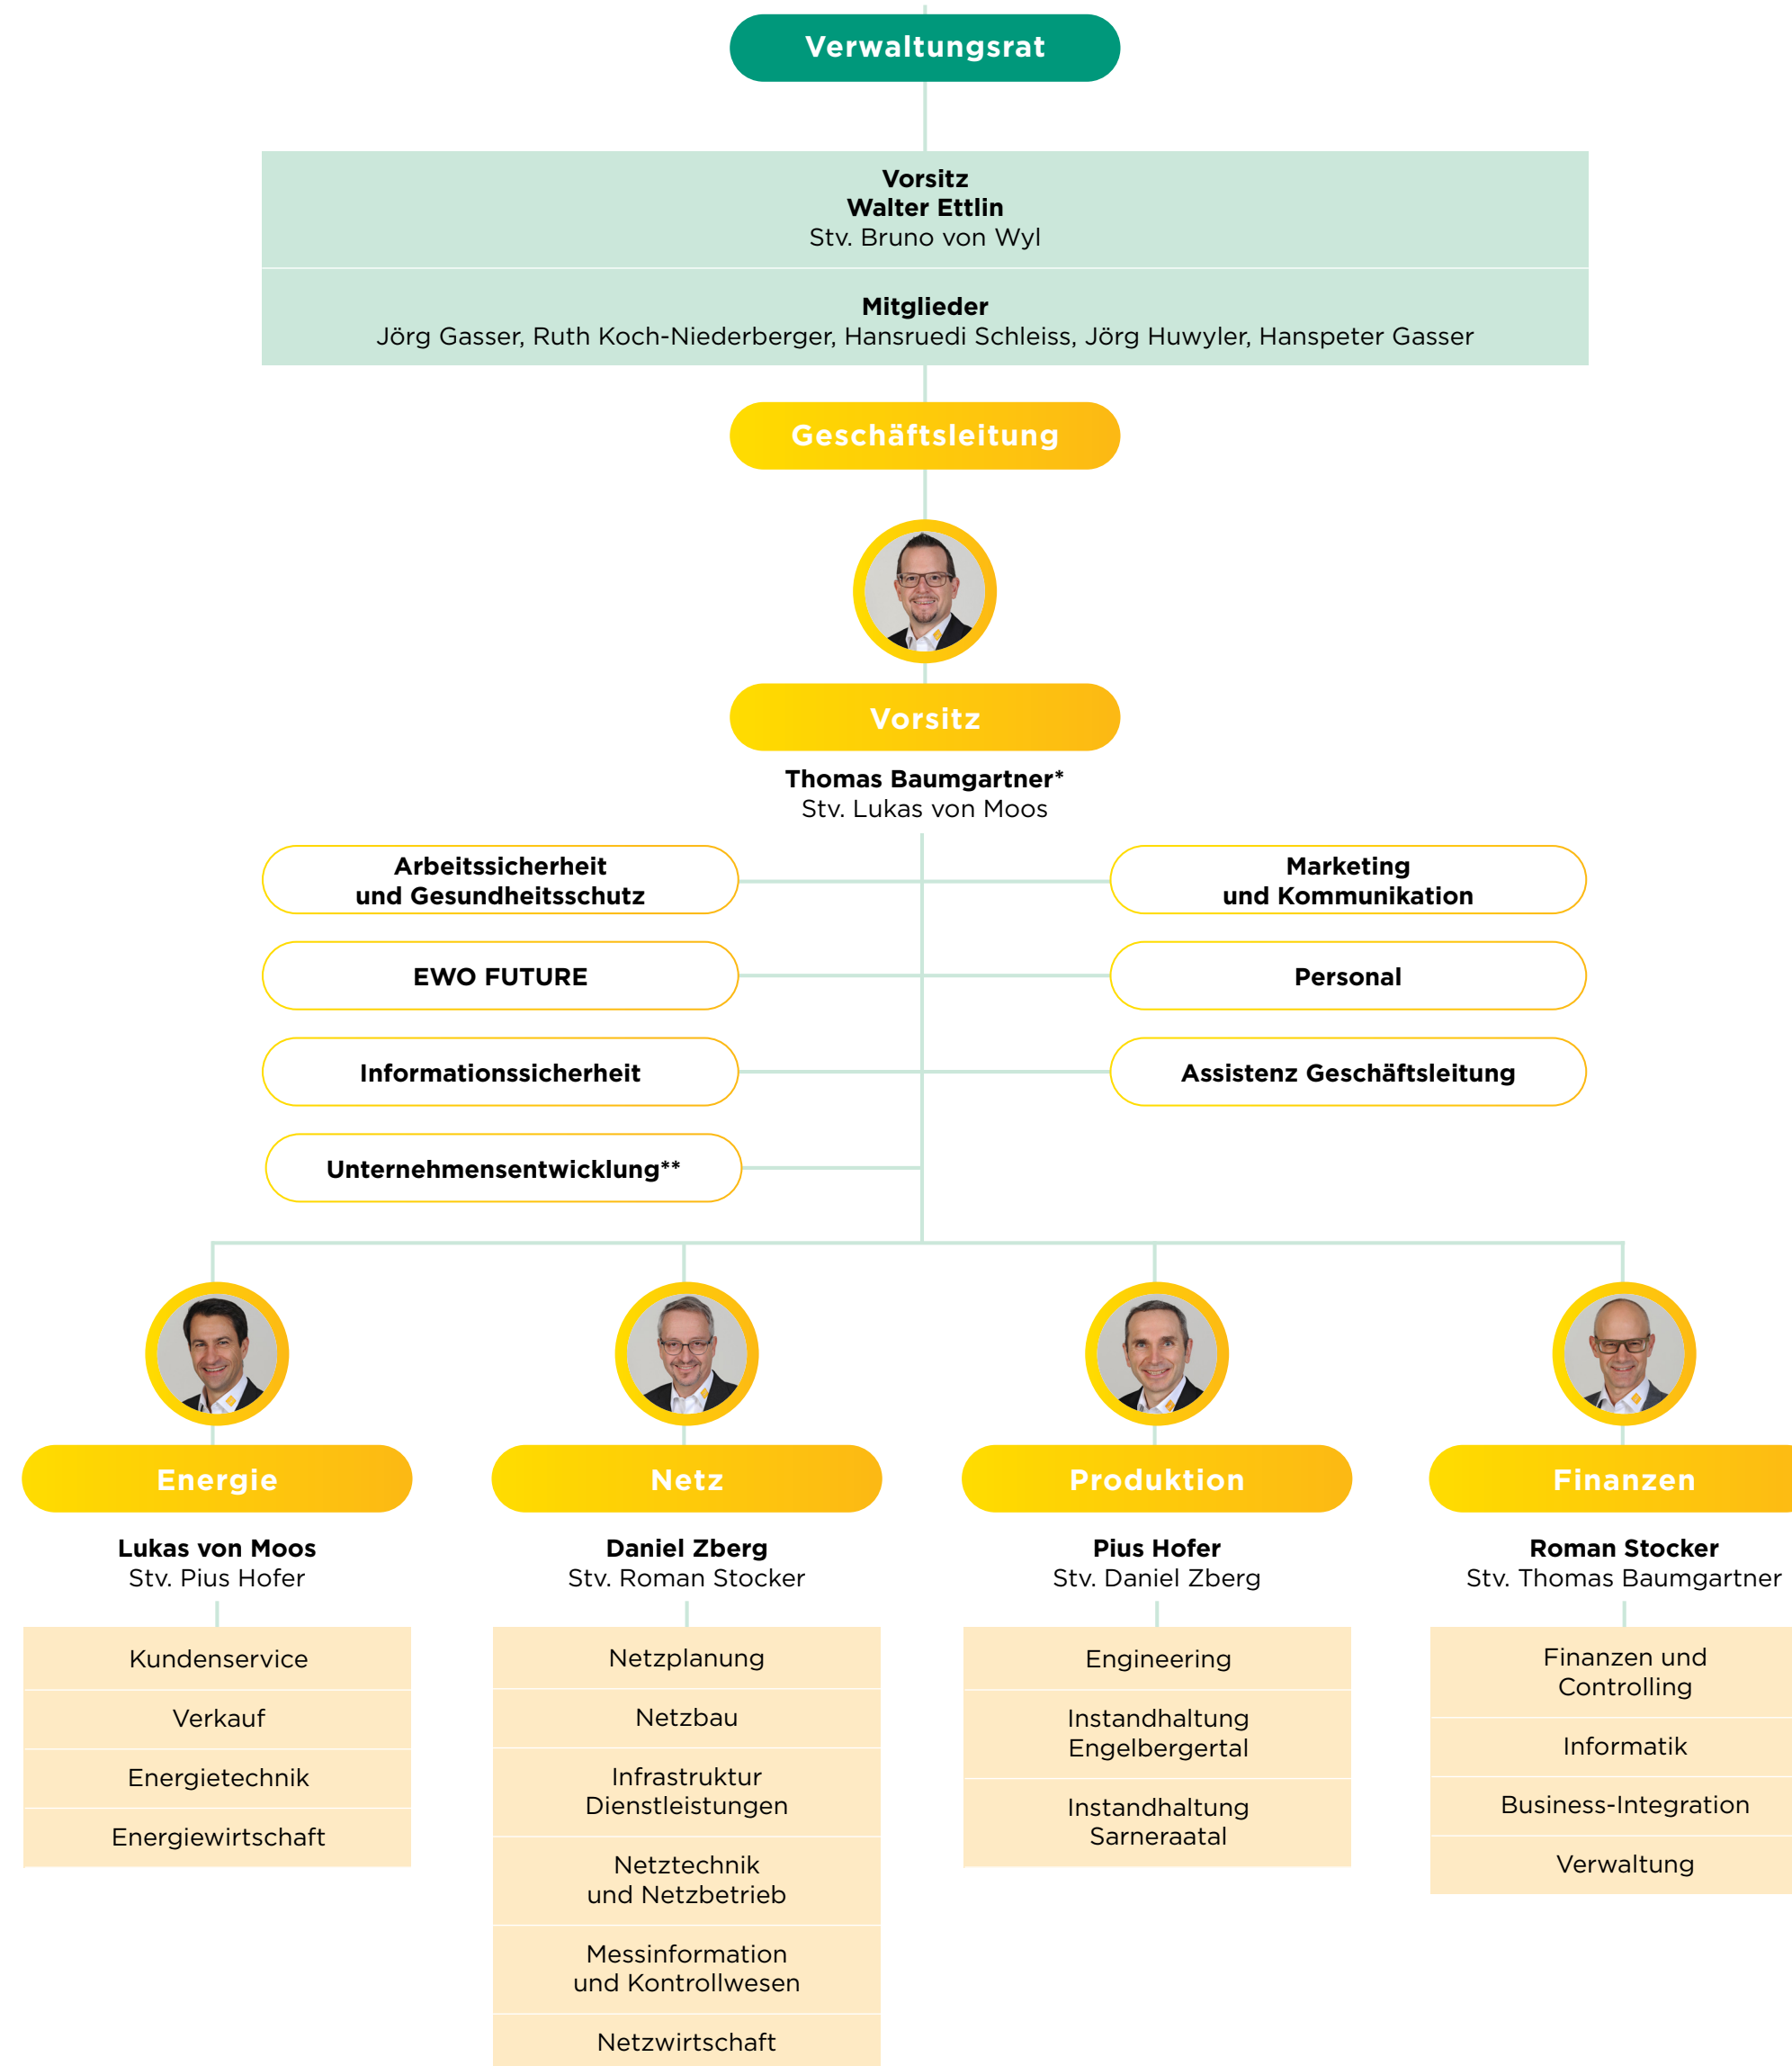 Verwaltungsrat
Vorsitz
Walter Ettlin
Stv. Bruno von Wyl
Mitglieder
Jörg Gasser, Ruth Koch-Niederberger, Hansruedi Schleiss, Jörg Huwyler, Hanspeter Gasser
Geschäftsleitung
Vorsitz
Thomas Baumgartner*
Stv. Lukas von Moos
Arbeitssicherheit
und Gesundheitsschutz
Marketing
und Kommunikation
EWO FUTURE
Personal
Informationssicherheit
Assistenz Geschäftsleitung
Unternehmensentwicklung**
Energie
Lukas von Moos
Stv. Pius Hofer
Kundenservice
Verkauf
Energietechnik
Energiewirtschaft
Netz
Daniel Zberg
Stv. Roman Stocker
Netzplanung
Netzbau
Infrastruktur
Dienstleistungen
Netztechnik
und Netzbetrieb
Messinformation
und Kontrollwesen
Netzwirtschaft
Produktion
Pius Hofer
Stv. Daniel Zberg
Engineering
Instandhaltung
Engelbergertal
Instandhaltung
Sarneraatal
Finanzen
Roman Stocker
Stv. Thomas Baumgartner
Finanzen und
Controlling
Informatik
Business-Integration
Verwaltung